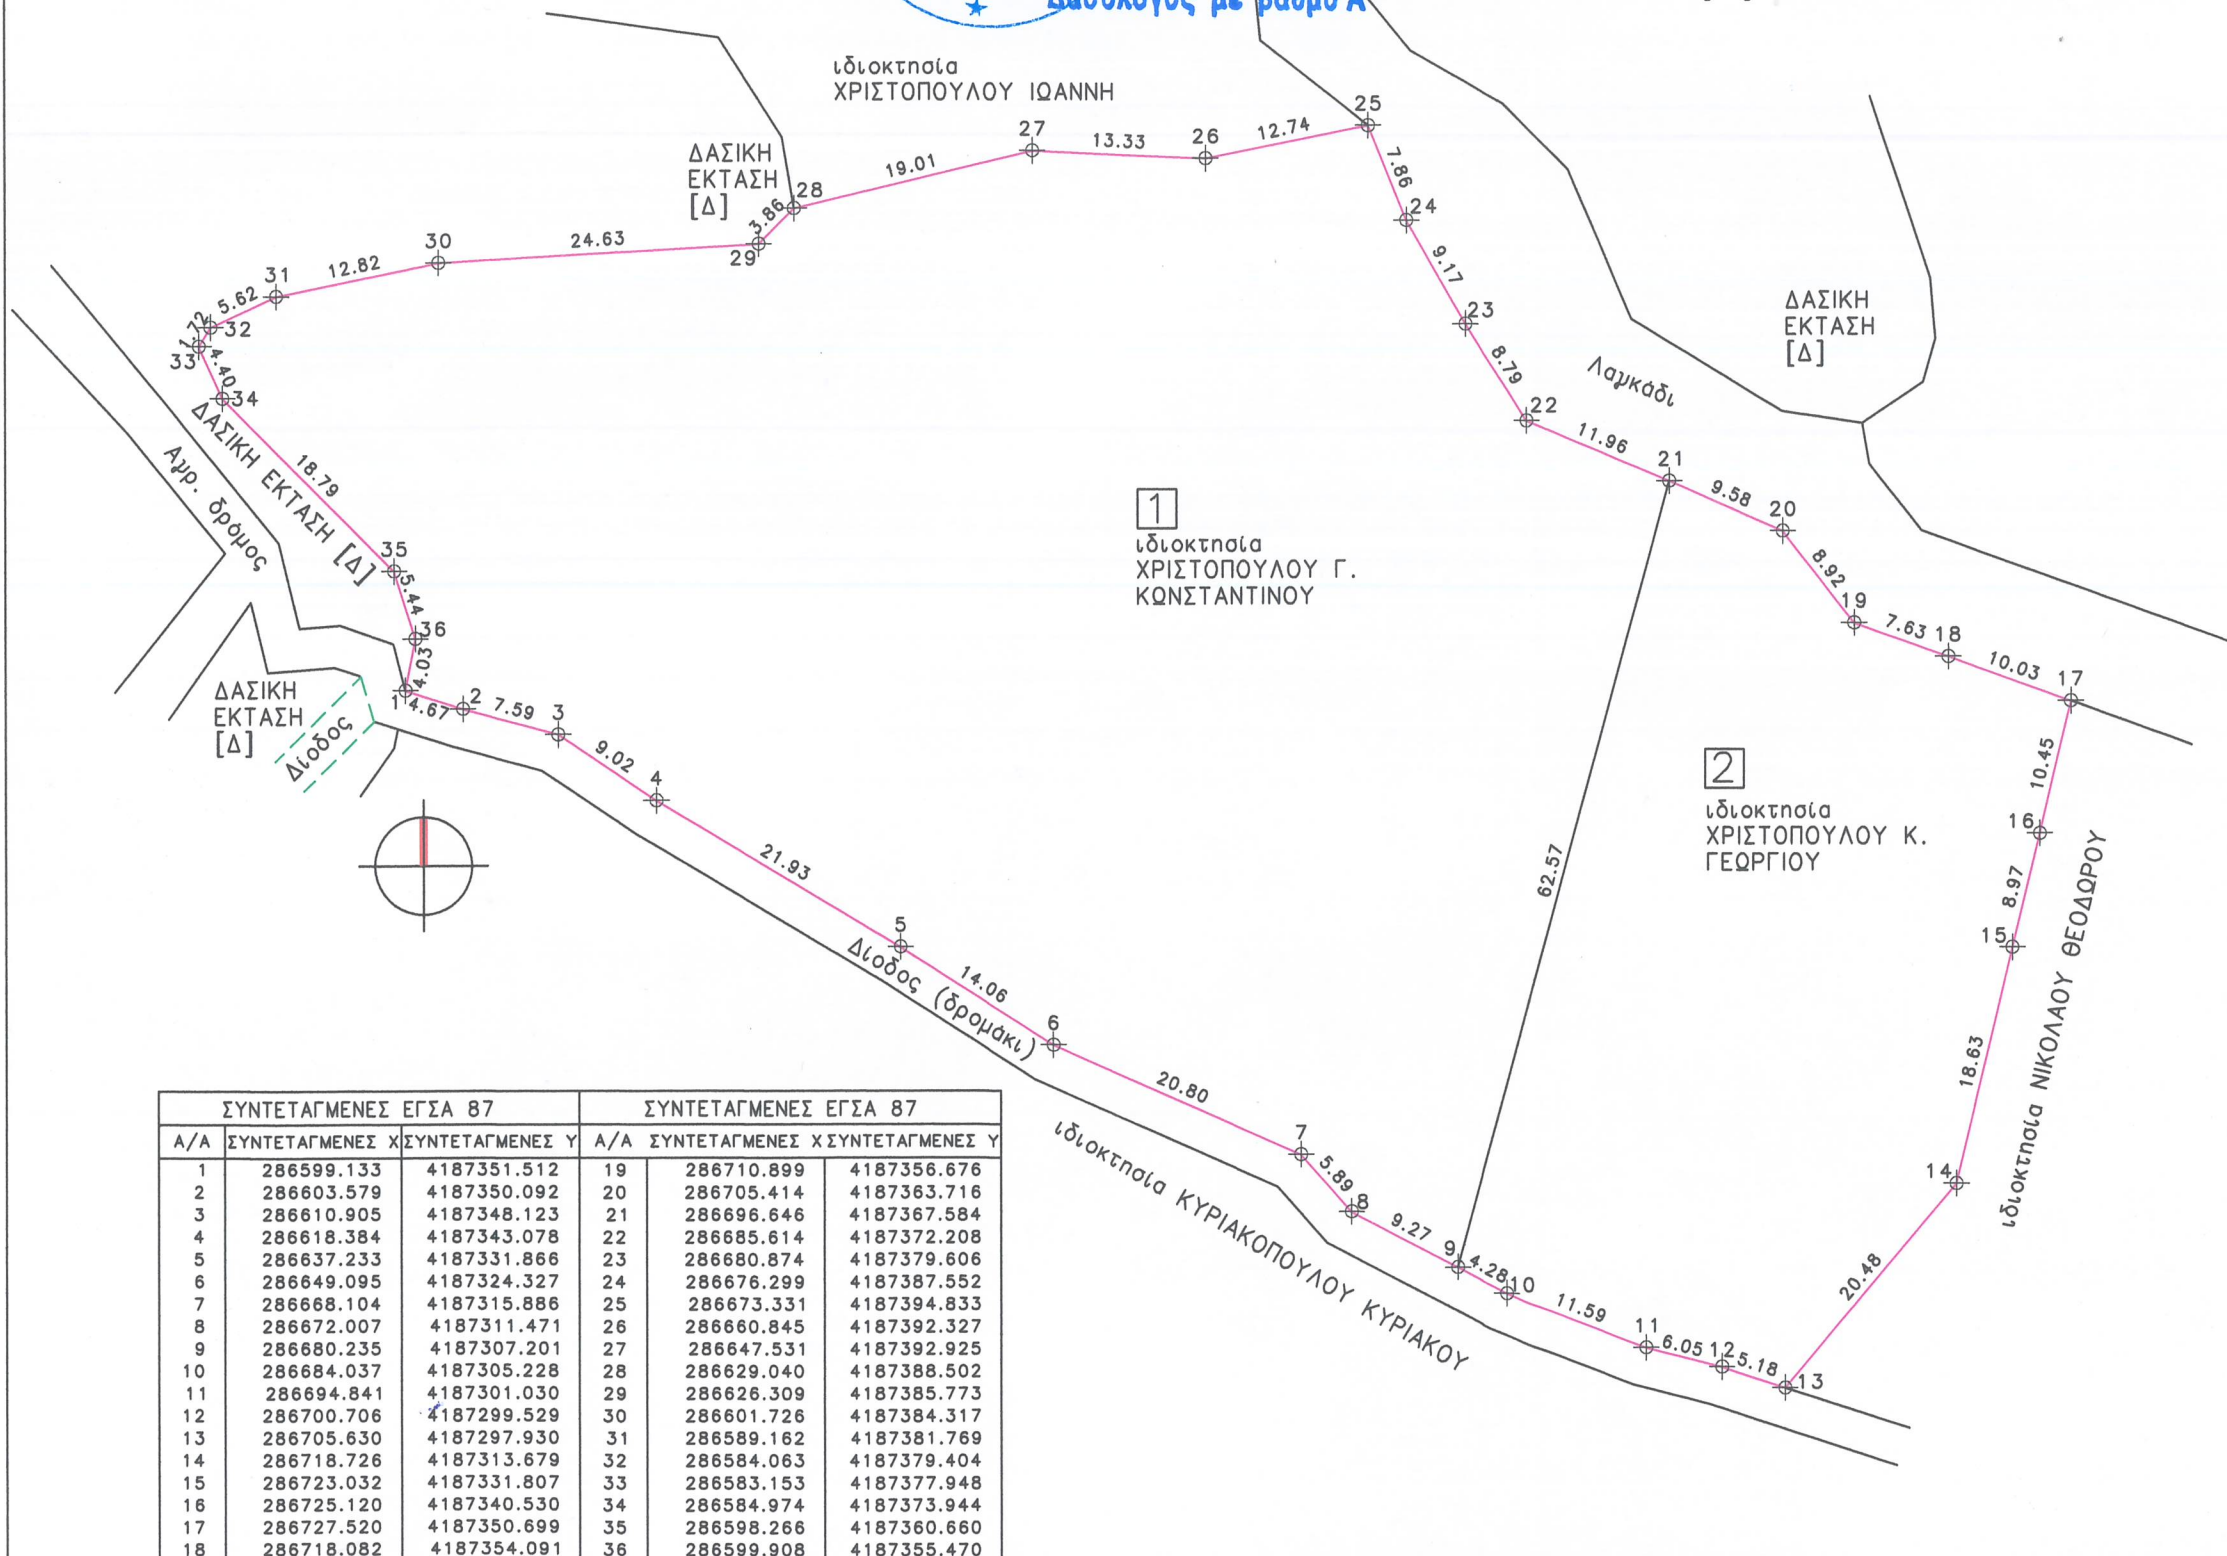 με βαθμό Α
ιδιοκτησία
ΧΡΙΣΤΟΠΟΥΛΟΥ ΙΩΑΝΝΗ
25
27
26
12.74
13.33
19.01
7.86
ΔΑΣΙΚΗ
ΕΚΤΑΣΗ
[Δ]
28
3.86
24
30
24.63
29
31
12.82
9.17
5.62
1.72
32
23
ΔΑΣΙΚΗ
ΕΚΤΑΣΗ
[Δ]
33
4.40
34
8.79
Λαγκάδι
22
ΔΑΣΙΚΗ ΕΚΤΑΣΗ [Δ]
18.79
Αγρ. δρόμος
11.96
21
9.58
20
1
ιδιοκτησία
ΧΡΙΣΤΟΠΟΥΛΟΥ Γ.
ΚΩΝΣΤΑΝΤΙΝΟΥ
35
5.44
8.92
19
7.63
18
36
4.03
10.03
17
ΔΑΣΙΚΗ
ΕΚΤΑΣΗ
[Δ]
Δίοδος
1
4.67
2
7.59
3
9.02
4
10.45
2
ιδιοκτησία
ΧΡΙΣΤΟΠΟΥΛΟΥ Κ.
ΓΕΩΡΓΙΟΥ
16
21.93
62.57
8.97
5
15
Δίοδος (δρομάκι)
14.06
6
18.63
ιδιοκτησία ΝΙΚΟΛΑΟΥ ΘΕΟΔΩΡΟΥ
20.80
7
5.89
8
14
ιδιοκτησία ΚΥΡΙΑΚΟΠΟΥΛΟΥ ΚΥΡΙΑΚΟΥ
9.27
9
4.28
10
20.48
11.59
11
6.05
12
5.18
13
ΣΥΝΤΕΤΑΓΜΕΝΕΣ ΕΓΣΑ 87 ΣΥΝΤΕΤΑΓΜΕΝΕΣ ΕΓΣΑ 87
Α/Α ΣΥΝΤΕΤΑΓΜΕΝΕΣ Χ ΣΥΝΤΕΤΑΓΜΕΝΕΣ Υ Α/Α ΣΥΝΤΕΤΑΓΜΕΝΕΣ Χ ΣΥΝΤΕΤΑΓΜΕΝΕΣ Υ
1 286599.133 4187351.512 19 286710.899 4187356.676
2 286603.579 4187350.092 20 286705.414 4187363.716
3 286610.905 4187348.123 21 286696.646 4187367.584
4 286618.384 4187343.078 22 286685.614 4187372.208
5 286637.233 4187331.866 23 286680.874 4187379.606
6 286649.095 4187324.327 24 286676.299 4187387.552
7 286668.104 4187315.886 25 286673.331 4187394.833
8 286672.007 4187311.471 26 286660.845 4187392.327
9 286680.235 4187307.201 27 286647.531 4187392.925
10 286684.037 4187305.228 28 286629.040 4187388.502
11 286694.841 4187301.030 29 286626.309 4187385.773
12 286700.706 4187299.529 30 286601.726 4187384.317
13 286705.630 4187297.930 31 286589.162 4187381.769
14 286718.726 4187313.679 32 286584.063 4187379.404
15 286723.032 4187331.807 33 286583.153 4187377.948
16 286725.120 4187340.530 34 286584.974 4187373.944
17 286727.520 4187350.699 35 286598.266 4187360.660
18 286718.082 4187354.091 36 286599.908 4187355.470